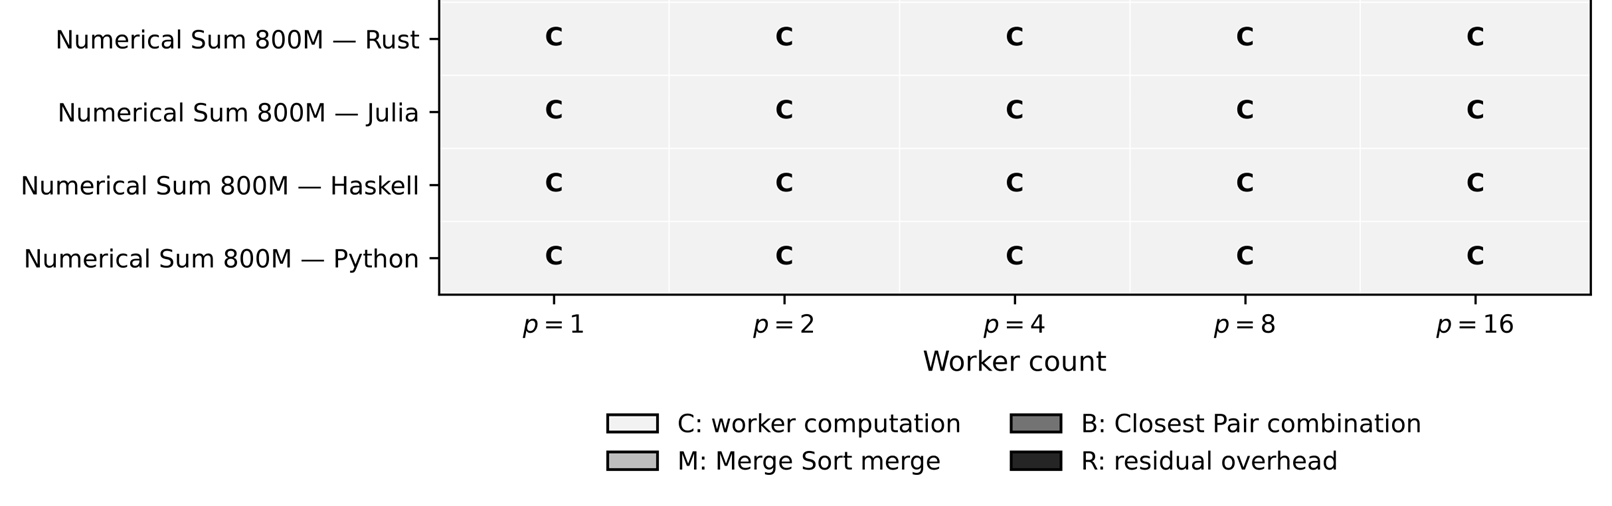 Numerical Sum 800M — Rust C C C C C
Numerical Sum 800M — Julia C C C C C
Numerical Sum 800M — Haskell C C C C C
Numerical Sum 800M — Python C C C C C
p = 1 p = 2 p = 4 p = 8 p = 16
Worker count
C: worker computation B: Closest Pair combination
M: Merge Sort merge R: residual overhead